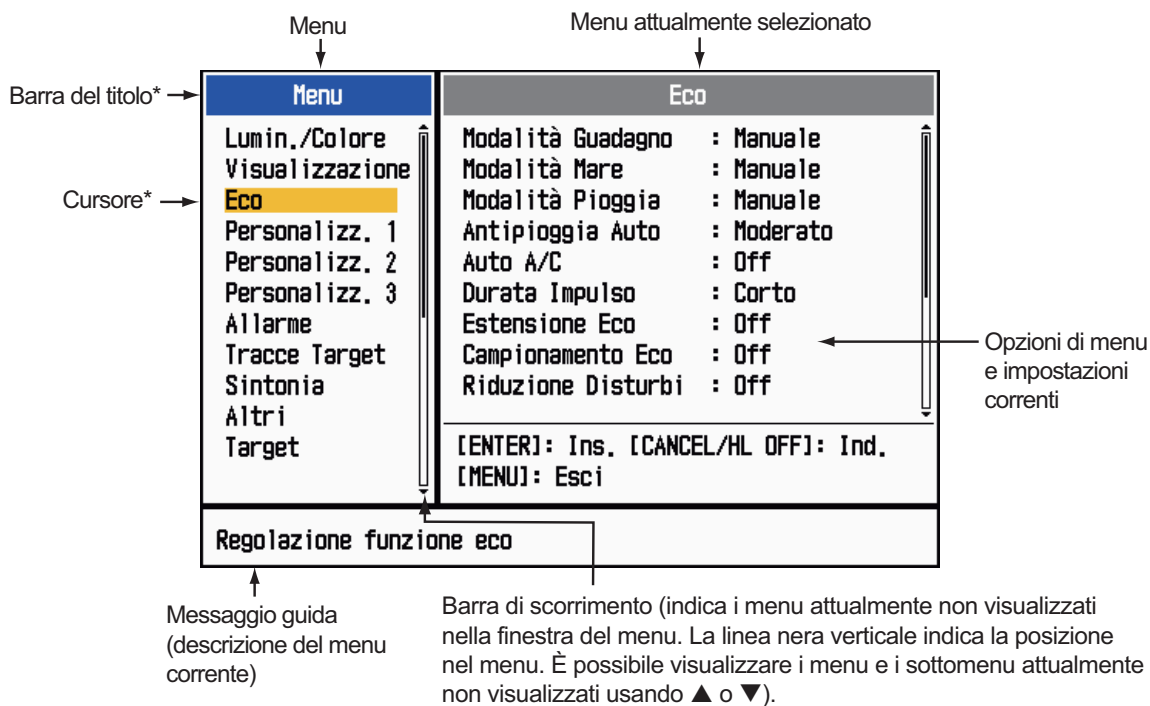 Menu
Menu attualmente selezionato
Barra del titolo*
Menu
Eco
Cursore*
Lumin./Colore
Visualizzazione
Eco
Personalizz. 1
Personalizz. 2
Personalizz. 3
Allarme
Tracce Target
Sintonia
Altri
Target
Modalità Guadagno : Manuale
Modalità Mare : Manuale
Modalità Pioggia : Manuale
Antipioggia Auto : Moderato
Auto A/C : Off
Durata Impulso : Corto
Estensione Eco : Off
Campionamento Eco : Off
Riduzione Disturbi : Off
[ENTER]: Ins. [CANCEL/HL OFF]: Ind.
[MENU]: Esci
Opzioni di menu
e impostazioni
correnti
Regolazione funzione eco
Messaggio guida
(descrizione del menu
corrente)
Barra di scorrimento (indica i menu attualmente non visualizzati
nella finestra del menu. La linea nera verticale indica la posizione
nel menu. È possibile visualizzare i menu e i sottomenu attualmente
non visualizzati usando ▲ o ▼).